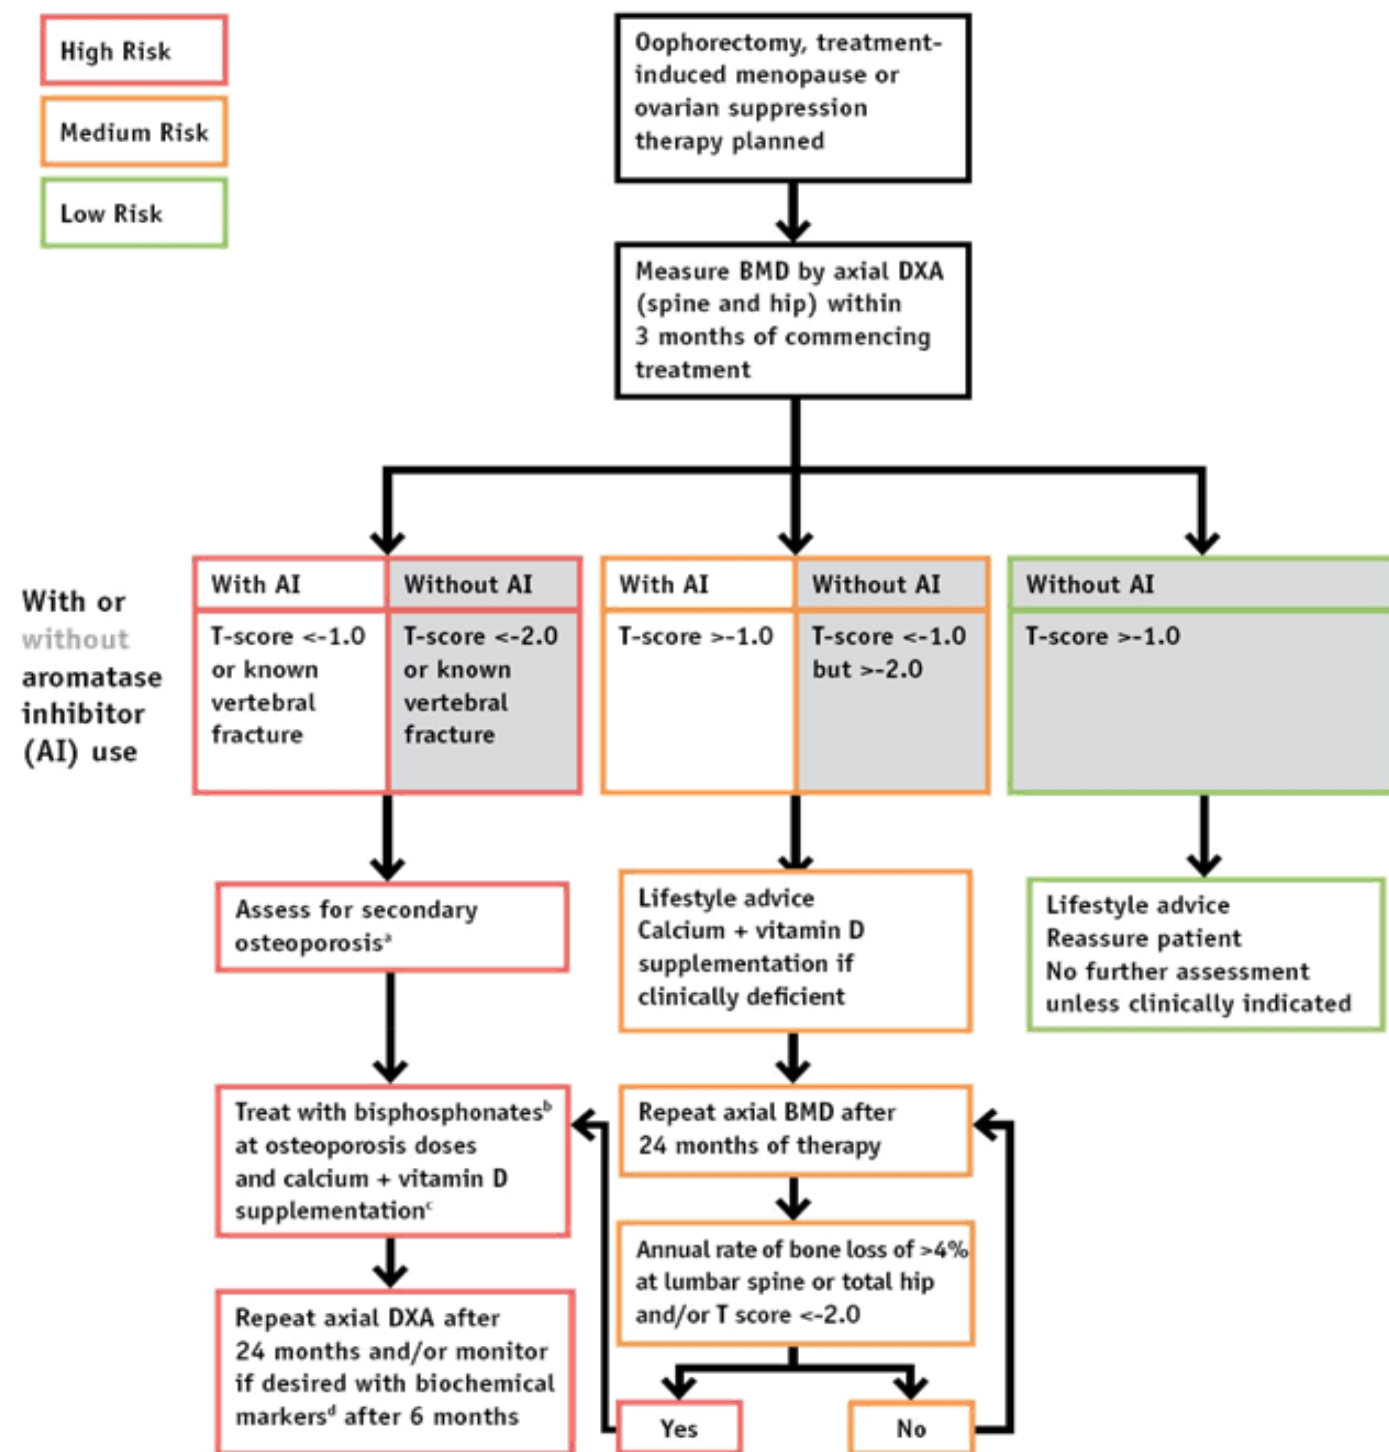 High Risk
Medium Risk
Low Risk
Oophorectomy, treatment-
induced menopause or
ovarian suppression
therapy planned
Measure BMD by axial DXA
(spine and hip) within
3 months of commencing
treatment
With or
without
aromatase
inhibitor
(AI) use
With AI
T-score <-1.0
or known
vertebral
fracture
Without AI
T-score <-2.0
or known
vertebral
fracture
With AI
T-score >-1.0
Without AI
T-score <-1.0
but >-2.0
Without AI
T-score >-1.0
Assess for secondary
osteoporosisᵃ
Treat with bisphosphonatesᵇ
at osteoporosis doses
and calcium + vitamin D
supplementationᶜ
Repeat axial DXA after
24 months and/or monitor
if desired with biochemical
markersᵈ after 6 months
Lifestyle advice
Calcium + vitamin D
supplementation if
clinically deficient
Repeat axial BMD after
24 months of therapy
Annual rate of bone loss of >4%
at lumbar spine or total hip
and/or T score <-2.0
Yes
No
Lifestyle advice
Reassure patient
No further assessment
unless clinically indicated